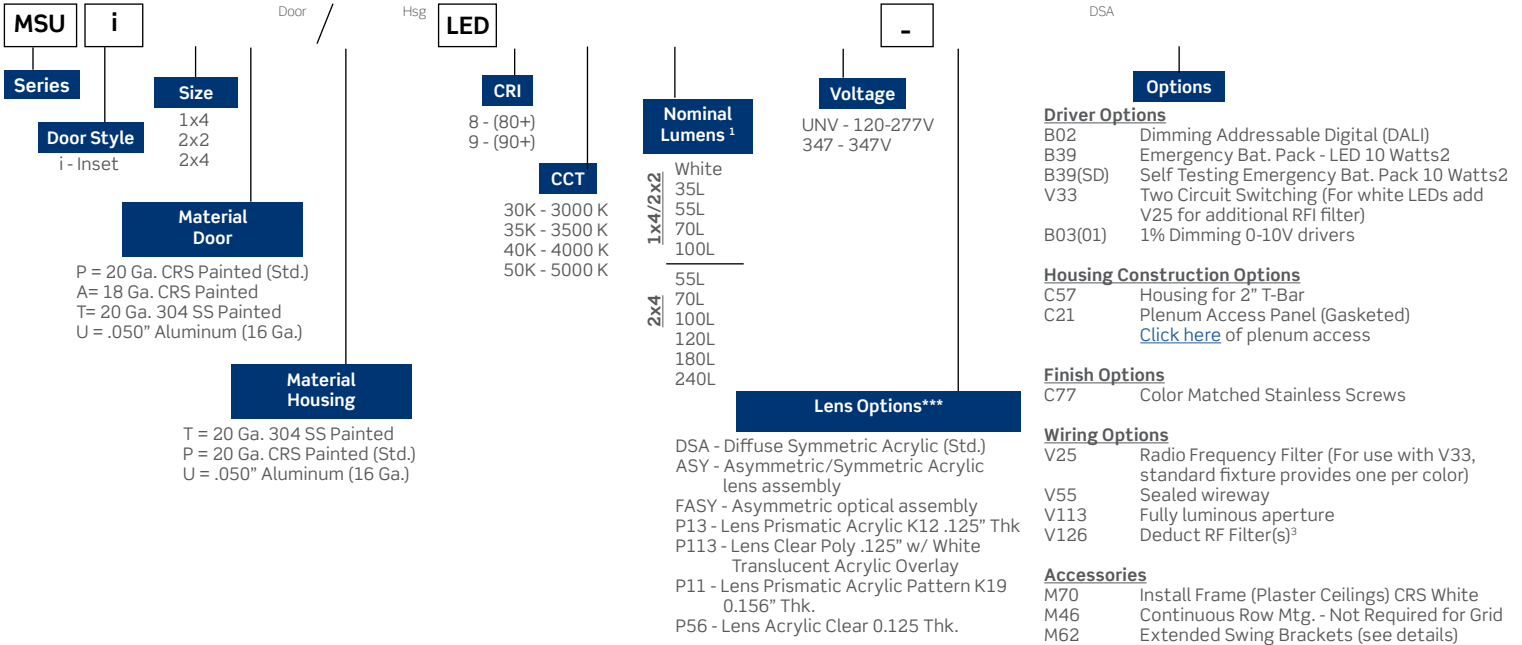 MSU i Door / Hsg LED - DSA
Series
Door Style
i - Inset
Size
1x4
2x2
2x4
Material
Door
P = 20 Ga. CRS Painted (Std.)
A= 18 Ga. CRS Painted
T= 20 Ga. 304 SS Painted
U = .050” Aluminum (16 Ga.)
Material
Housing
T = 20 Ga. 304 SS Painted
P = 20 Ga. CRS Painted (Std.)
U = .050” Aluminum (16 Ga.)
CRI
8 - (80+)
9 - (90+)
CCT
30K - 3000 K
35K - 3500 K
40K - 4000 K
50K - 5000 K
Nominal
Lumens ¹
1x4/2x2
White
35L
55L
70L
100L
2x4
55L
70L
100L
120L
180L
240L
Voltage
UNV - 120-277V
347 - 347V
Lens Options***
DSA - Diffuse Symmetric Acrylic (Std.)
ASY - Asymmetric/Symmetric Acrylic
lens assembly
FASY - Asymmetric optical assembly
P13 - Lens Prismatic Acrylic K12 .125” Thk
P113 - Lens Clear Poly .125” w/ White
Translucent Acrylic Overlay
P11 - Lens Prismatic Acrylic Pattern K19
0.156” Thk.
P56 - Lens Acrylic Clear 0.125 Thk.
Options
Driver Options
B02 Dimming Addressable Digital (DALI)
B39 Emergency Bat. Pack - LED 10 Watts2
B39(SD) Self Testing Emergency Bat. Pack 10 Watts2
V33 Two Circuit Switching (For white LEDs add
V25 for additional RFI filter)
B03(01) 1% Dimming 0-10V drivers
Housing Construction Options
C57 Housing for 2” T-Bar
C21 Plenum Access Panel (Gasketed)
Click here of plenum access
Finish Options
C77 Color Matched Stainless Screws
Wiring Options
V25 Radio Frequency Filter (For use with V33,
standard fixture provides one per color)
V55 Sealed wireway
V113 Fully luminous aperture
V126 Deduct RF Filter(s)³
Accessories
M70 Install Frame (Plaster Ceilings) CRS White
M46 Continuous Row Mtg. - Not Required for Grid
M62 Extended Swing Brackets (see details)